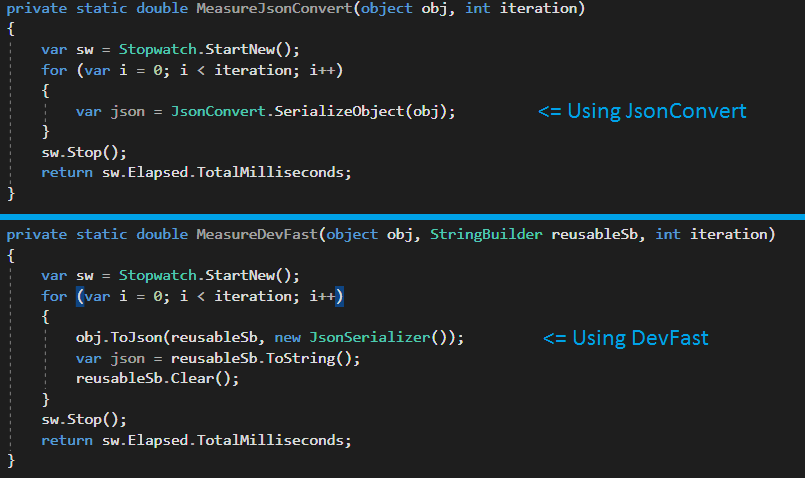 private static double MeasureJsonConvert(object obj, int iteration)
{
    var sw = Stopwatch.StartNew();
    for (var i = 0; i < iteration; i++)
    {
        var json = JsonConvert.SerializeObject(obj); <= Using JsonConvert
    }
    sw.Stop();
    return sw.Elapsed.TotalMilliseconds;
}
private static double MeasureDevFast(object obj, StringBuilder reusableSb, int iteration)
{
    var sw = Stopwatch.StartNew();
    for (var i = 0; i < iteration; i++)
    {
        obj.ToJson(reusableSb, new JsonSerializer()); <= Using DevFast
        var json = reusableSb.ToString();
        reusableSb.Clear();
    }
    sw.Stop();
    return sw.Elapsed.TotalMilliseconds;
}